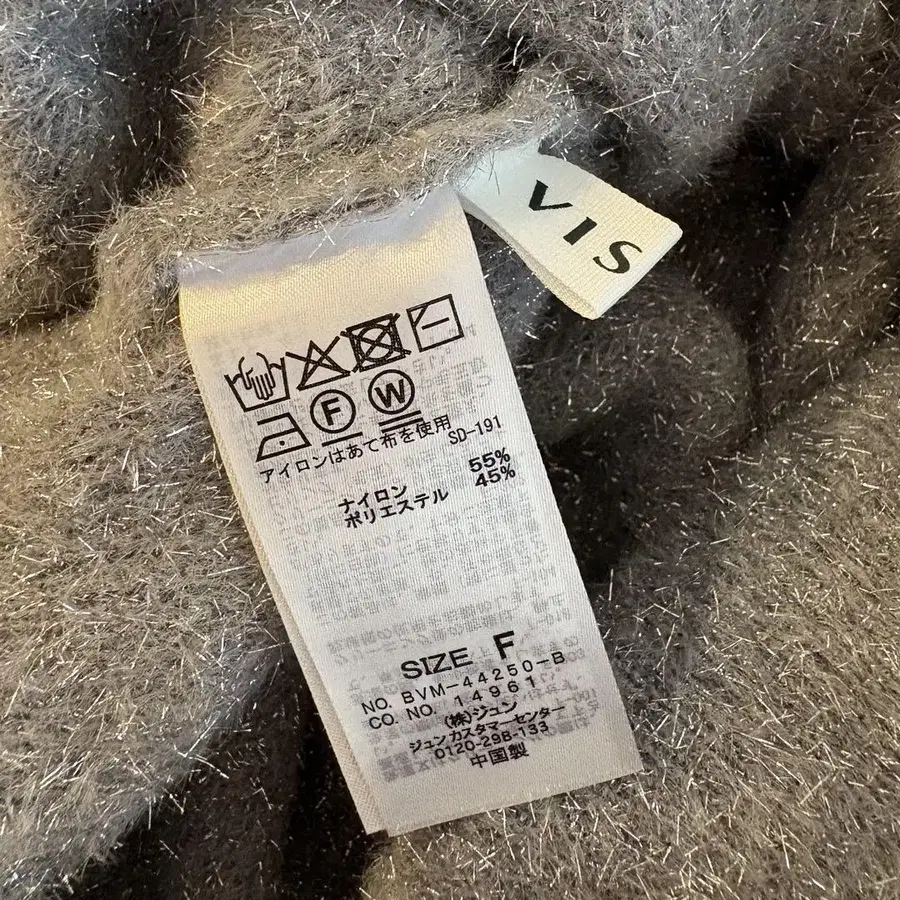 VIS
F W
アイロンはあて布を使用 SD-191
ナイロン 55%
ポリエステル 45%
SIZE F
NO. BVM-44250-B
CO. NO. 14961
(株)ジュン
ジュンカスタマーセンター
0120-298-133
中国製